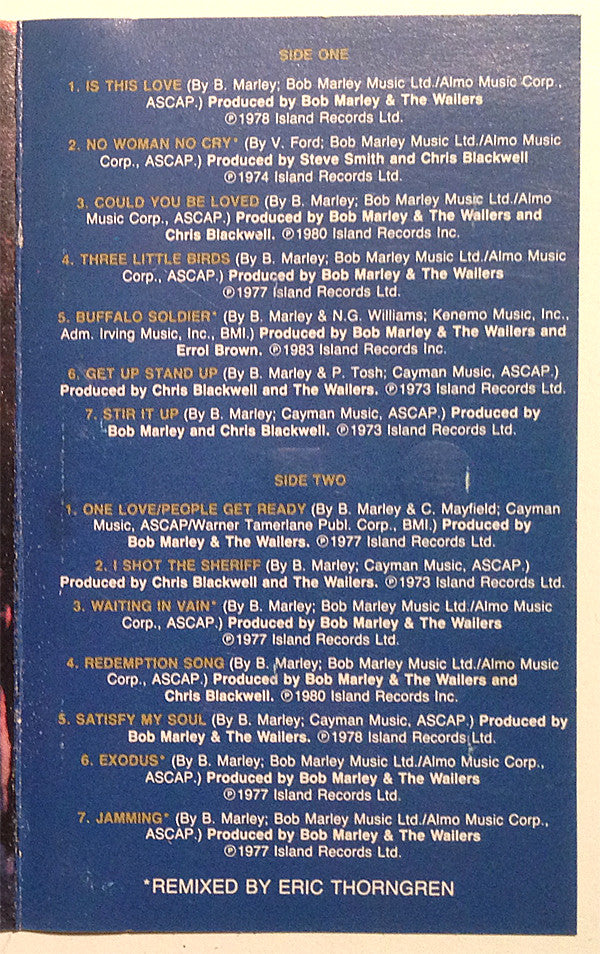 SIDE ONE
1. IS THIS LOVE (By B. Marley; Bob Marley Music Ltd./Almo Music Corp.,
ASCAP.) Produced by Bob Marley & The Wailers
℗1978 Island Records Ltd.
2. NO WOMAN NO CRY* (By V. Ford; Bob Marley Music Ltd./Almo Music
Corp., ASCAP.) Produced by Steve Smith and Chris Blackwell
℗1974 Island Records Ltd.
3. COULD YOU BE LOVED (By B. Marley; Bob Marley Music Ltd./Almo
Music Corp., ASCAP.) Produced by Bob Marley & The Wailers and
Chris Blackwell. ℗1980 Island Records Inc.
4. THREE LITTLE BIRDS (By B. Marley; Bob Marley Music Ltd./Almo Music
Corp., ASCAP.) Produced by Bob Marley & The Wailers
℗1977 Island Records Ltd.
5. BUFFALO SOLDIER* (By B. Marley & N.G. Williams; Kenemo Music, Inc.,
Adm. Irving Music, Inc., BMI.) Produced by Bob Marley & The Wailers and
Errol Brown. ℗1983 Island Records Inc.
6. GET UP STAND UP (By B. Marley & P. Tosh; Cayman Music, ASCAP.)
Produced by Chris Blackwell and The Wailers. ℗1973 Island Records Ltd.
7. STIR IT UP (By B. Marley; Cayman Music, ASCAP.) Produced by
Bob Marley and Chris Blackwell. ℗1973 Island Records Ltd.
SIDE TWO
1. ONE LOVE/PEOPLE GET READY (By B. Marley & C. Mayfield; Cayman
Music, ASCAP/Warner Tamerlane Publ. Corp., BMI.) Produced by
Bob Marley & The Wailers. ℗1977 Island Records Ltd.
2. I SHOT THE SHERIFF (By B. Marley; Cayman Music, ASCAP.)
Produced by Chris Blackwell and The Wailers. ℗1973 Island Records Ltd.
3. WAITING IN VAIN* (By B. Marley; Bob Marley Music Ltd./Almo Music
Corp., ASCAP.) Produced by Bob Marley & The Wailers
℗1977 Island Records Ltd.
4. REDEMPTION SONG (By B. Marley; Bob Marley Music Ltd./Almo Music
Corp., ASCAP.) Produced by Bob Marley & The Wailers and
Chris Blackwell. ℗1980 Island Records Inc.
5. SATISFY MY SOUL (By B. Marley; Cayman Music, ASCAP.) Produced by
Bob Marley & The Wailers. ℗1978 Island Records Ltd.
6. EXODUS* (By B. Marley; Bob Marley Music Ltd./Almo Music Corp.,
ASCAP.) Produced by Bob Marley & The Wailers
℗1977 Island Records Ltd.
7. JAMMING* (By B. Marley; Bob Marley Music Ltd./Almo Music Corp.,
ASCAP.) Produced by Bob Marley & The Wailers
℗1977 Island Records Ltd.
*REMIXED BY ERIC THORNGREN